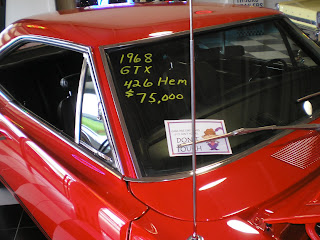 1968
GTX
426 Hem
$75,000
DON'T
TOUCH